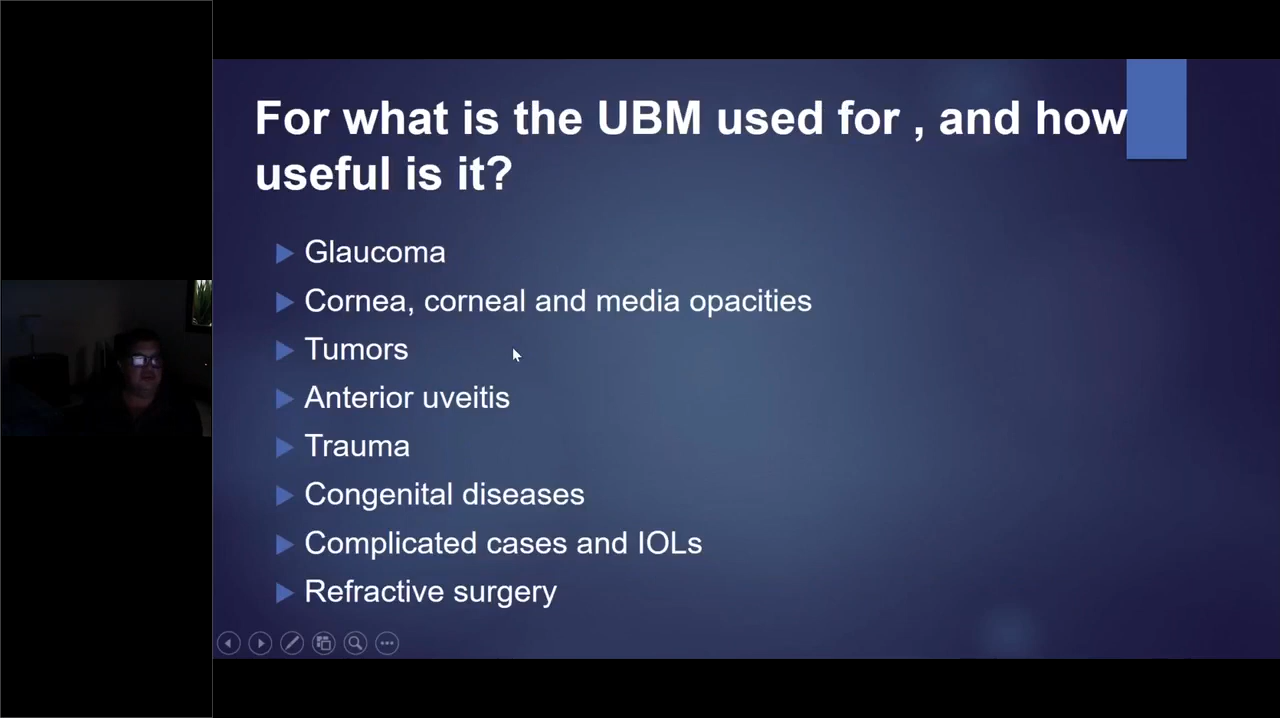 For what is the UBM used for , and how
useful is it?
Glaucoma
Cornea, corneal and media opacities
Tumors
Anterior uveitis
Trauma
Congenital diseases
Complicated cases and IOLs
Refractive surgery